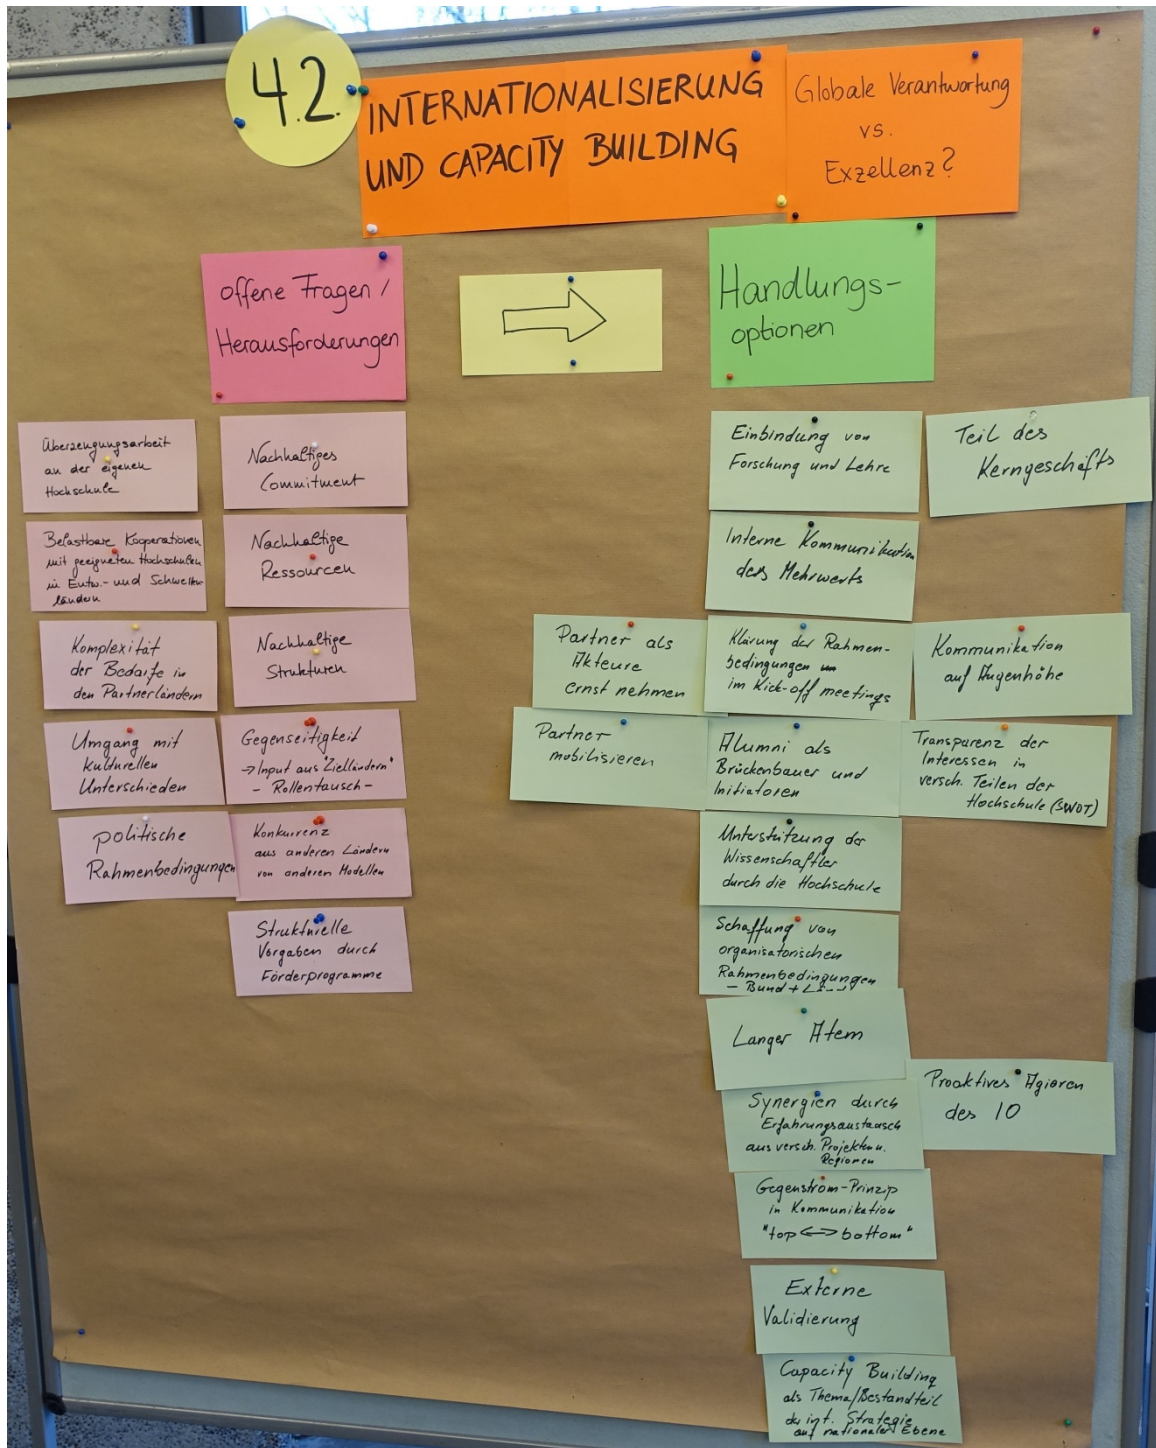 4.2.
INTERNATIONALISIERUNG
UND CAPACITY BUILDING
Globale Verantwortung
vs.
Exzellenz?
offene Fragen /
Herausforderungen
Handlungs-
optionen
Überzeugungsarbeit
an der eigenen
Hochschule
Belastbare Kooperationen
mit geeigneten Hochschulen
in Entw.- und Schwellen-
ländern
Komplexität
der Bedarfe in
den Partnerländern
Umgang mit
kulturellen
Unterschieden
politische
Rahmenbedingungen
Nachhaltiges
Commitment
Nachhaltige
Ressourcen
Nachhaltige
Strukturen
Gegenseitigkeit
→ Input aus "Zielländern"
- Rollentausch -
Konkurrenz
aus anderen Ländern
von anderen Modellen
Strukturelle
Vorgaben durch
Förderprogramme
Partner als
Akteure
ernst nehmen
Partner
mobilisieren
Einbindung von
Forschung und Lehre
Interne Kommunikation
des Mehrwerts
Klärung der Rahmen-
bedingungen
im Kick-off meetings
Alumni als
Brückenbauer und
Initiatoren
Unterstützung der
Wissenschaftler
durch die Hochschule
Schaffung von
organisatorischen
Rahmenbedingungen
- Bund + Land
Langer Atem
Synergien durch
Erfahrungsaustausch
aus versch. Projekten u.
Regionen
Gegenstrom-Prinzip
in Kommunikation
"top <=> bottom"
Externe
Validierung
Capacity Building
als Thema/Bestandteil
der int. Strategie
auf nationaler Ebene
Teil des
Kerngeschäfts
Kommunikation
auf Augenhöhe
Transparenz der
Interessen in
versch. Teilen der
Hochschule (SWOT)
Proaktives Agieren
des IO